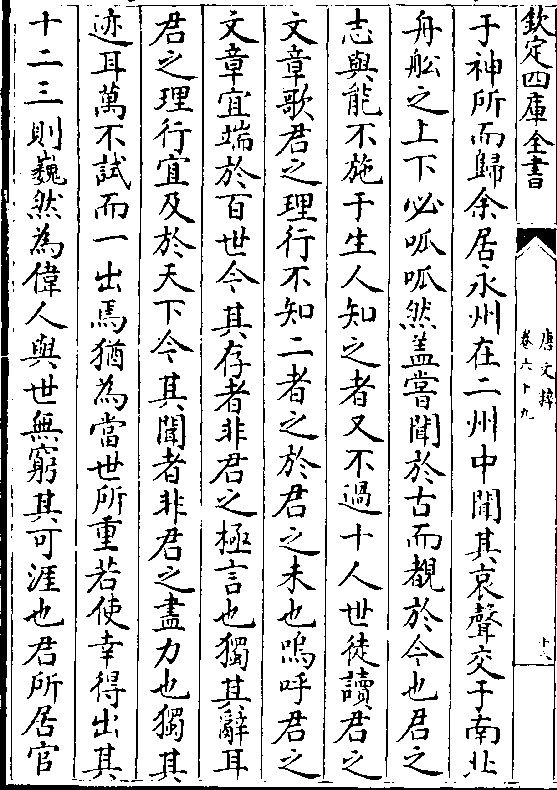 欽定四庫全書
唐文粹
卷六十九
十八
于神所而歸余居永州在二州中聞其哀聲交于南北
舟舩之上下必呱呱然盖嘗聞於古而覩於今也君之
志與能不施于生人知之者又不過十人世徒讀君之
文章歌君之理行不知二者之於君之末也嗚呼君之
文章宜端於百世今其存者非君之極言也獨其辭耳
君之理行宜及於天下今其聞者非君之盡力也獨其
迹耳萬不試而一出焉猶為當世所重若使幸得出其
十二三則巍然為偉人與世無窮其可涯也君所居官